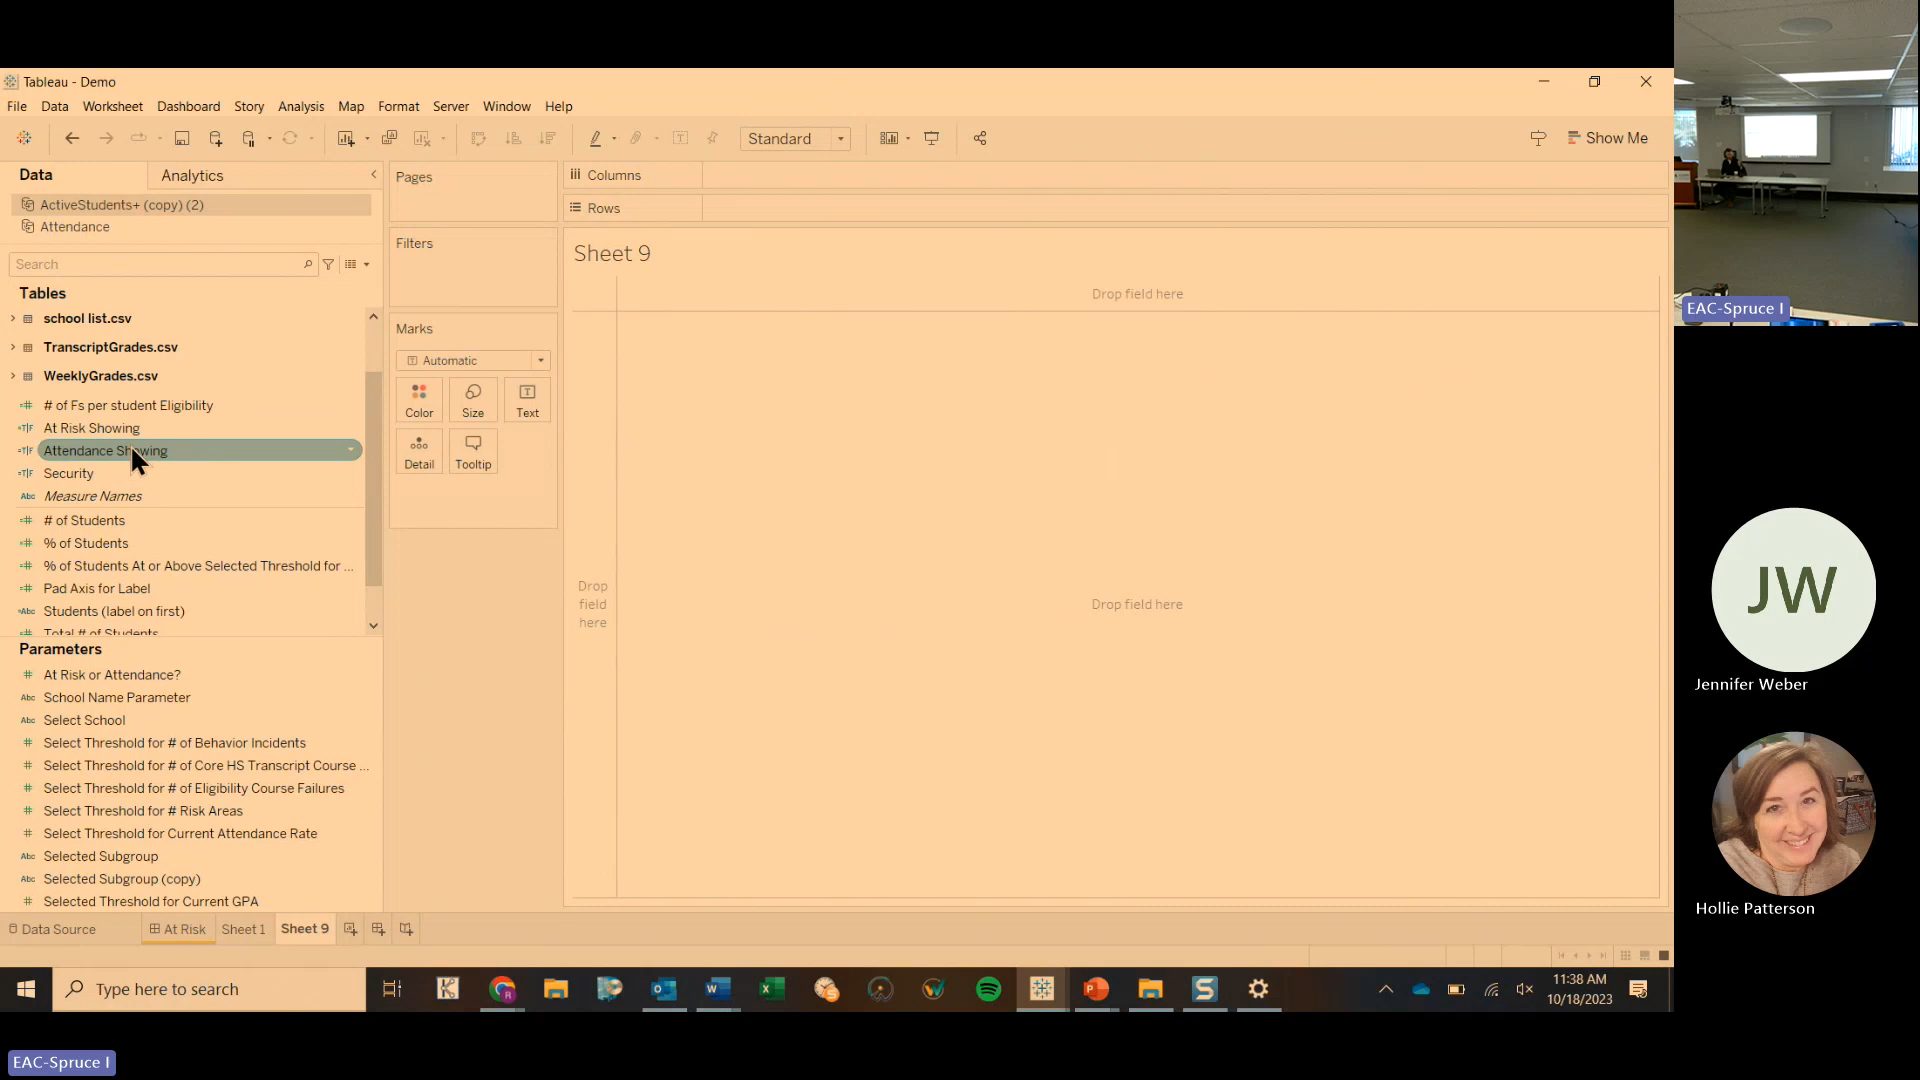 Tableau - Demo
File Data Worksheet Dashboard Story Analysis Map Format Server Window Help
Standard
Show Me
Data
Analytics
ActiveStudents+ (copy) (2)
Attendance
Search
Tables
school list.csv
TranscriptGrades.csv
WeeklyGrades.csv
# of Fs per student Eligibility
At Risk Showing
Attendance Showing
Security
Measure Names
# of Students
% of Students
% of Students At or Above Selected Threshold for ...
Pad Axis for Label
Students (label on first)
Total # of Students
Parameters
At Risk or Attendance?
School Name Parameter
Select School
Select Threshold for # of Behavior Incidents
Select Threshold for # of Core HS Transcript Course ...
Select Threshold for # of Eligibility Course Failures
Select Threshold for # Risk Areas
Select Threshold for Current Attendance Rate
Selected Subgroup
Selected Subgroup (copy)
Selected Threshold for Current GPA
Pages
Filters
Marks
Automatic
Color
Size
Text
Detail
Tooltip
Columns
Rows
Sheet 9
Drop field here
Drop
field
here
Drop field here
Data Source
At Risk
Sheet 1
Sheet 9
Type here to search
11:38 AM
10/18/2023
EAC-Spruce I
EAC-Spruce I
JW
Jennifer Weber
Hollie Patterson